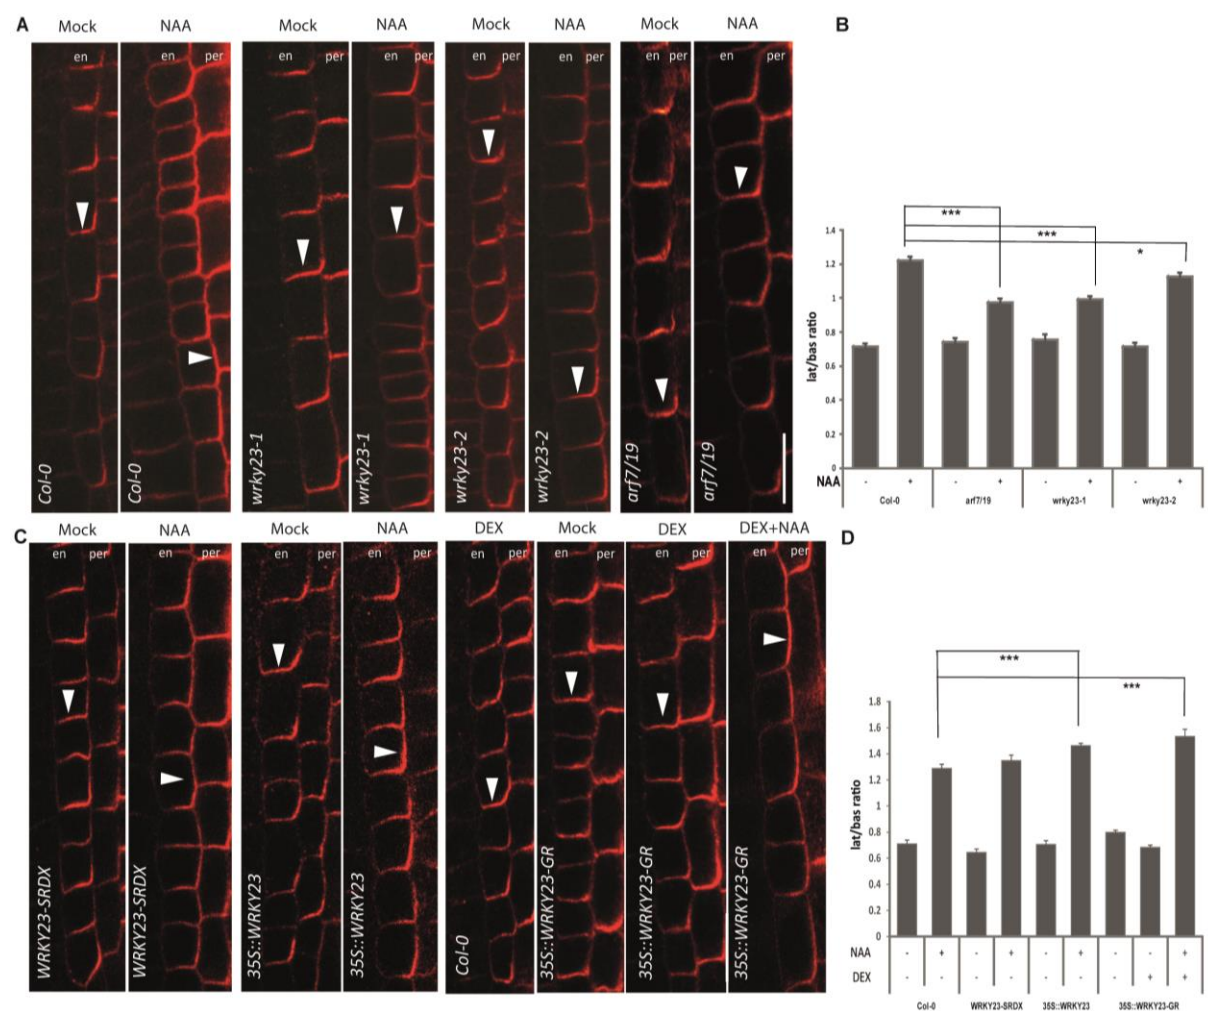 A Mock NAA Mock NAA Mock NAA Mock NAA B
en en per en per en per en per en per en per en per
Col-0 Col-0 wrky23-1 wrky23-1 wrky23-2 wrky23-2 arf7/19 arf7/19
***
***
*
1.4
1.2
1
0.8
0.6
0.4
0.2
0
lat/bas ratio
NAA - + - + - + - +
Col-0 arf7/19 wrky23-1 wrky23-2
C Mock NAA Mock NAA DEX Mock DEX DEX+NAA D
en per en per en per en per en per en per en per en per
WRKY23-SRDX WRKY23-SRDX 35S::WRKY23 35S::WRKY23 Col-0 35S::WRKY23-GR 35S::WRKY23-GR 35S::WRKY23-GR
***
***
1.8
1.6
1.4
1.2
1
0.8
0.6
0.4
0.2
0
lat/bas ratio
NAA - + - + - + - - +
DEX - - - - - - - + +
Col-0 WRKY23-SRDX 35S::WRKY23 35S::WRKY23-GR